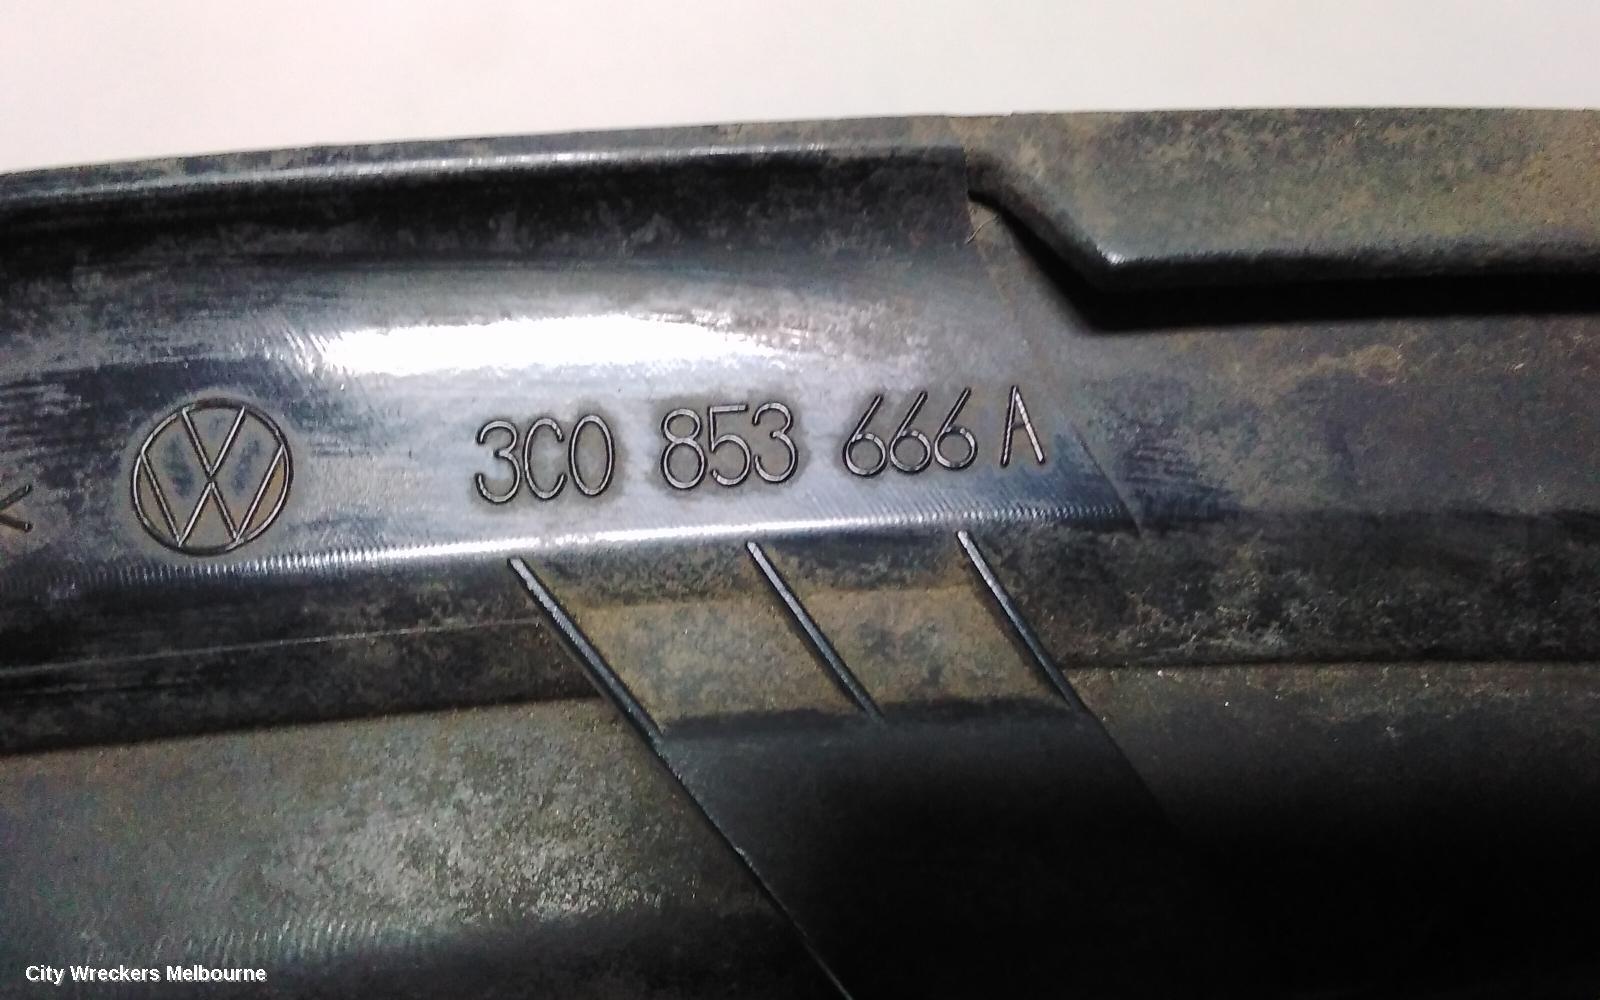 3C0 853 666 A
City Wreckers Melbourne